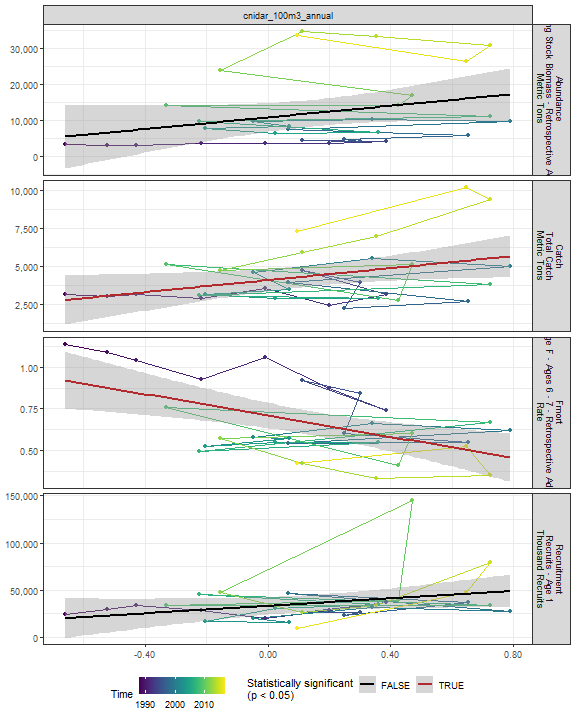 cnidar_100m3_annual
30,000
20,000
10,000
0
Abundance
Stock Biomass - Retrospective
Metric Tons
10,000
7,500
5,000
2,500
Catch
Total Catch
Metric Tons
1.00
0.75
0.50
Fmort
F - Ages 6 - 7 - Retrospective
Rate
150,000
100,000
50,000
0
Recruitment
Recruits - Age 1
Thousand Recruits
-0.40
0.00
0.40
0.80
Time
1990 2000 2010
Statistically significant
(p < 0.05)
FALSE
TRUE